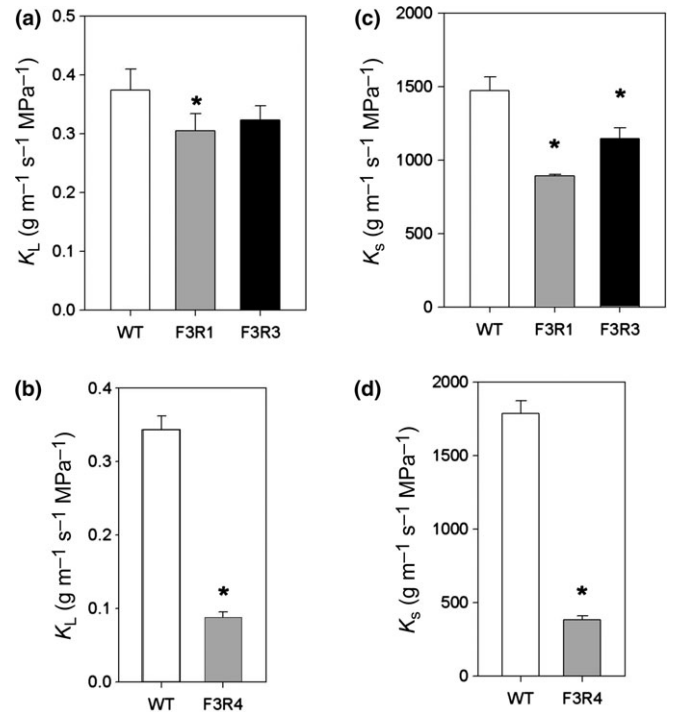 (a)
K_L (g m⁻¹ s⁻¹ MPa⁻¹)
0.5
0.4
0.3
0.2
0.1
0.0
*
WT F3R1 F3R3
(c)
K_s (g m⁻¹ s⁻¹ MPa⁻¹)
2000
1500
1000
500
0
*
*
WT F3R1 F3R3
(b)
K_L (g m⁻¹ s⁻¹ MPa⁻¹)
0.4
0.3
0.2
0.1
0.0
*
WT F3R4
(d)
K_s (g m⁻¹ s⁻¹ MPa⁻¹)
2000
1500
1000
500
0
*
WT F3R4